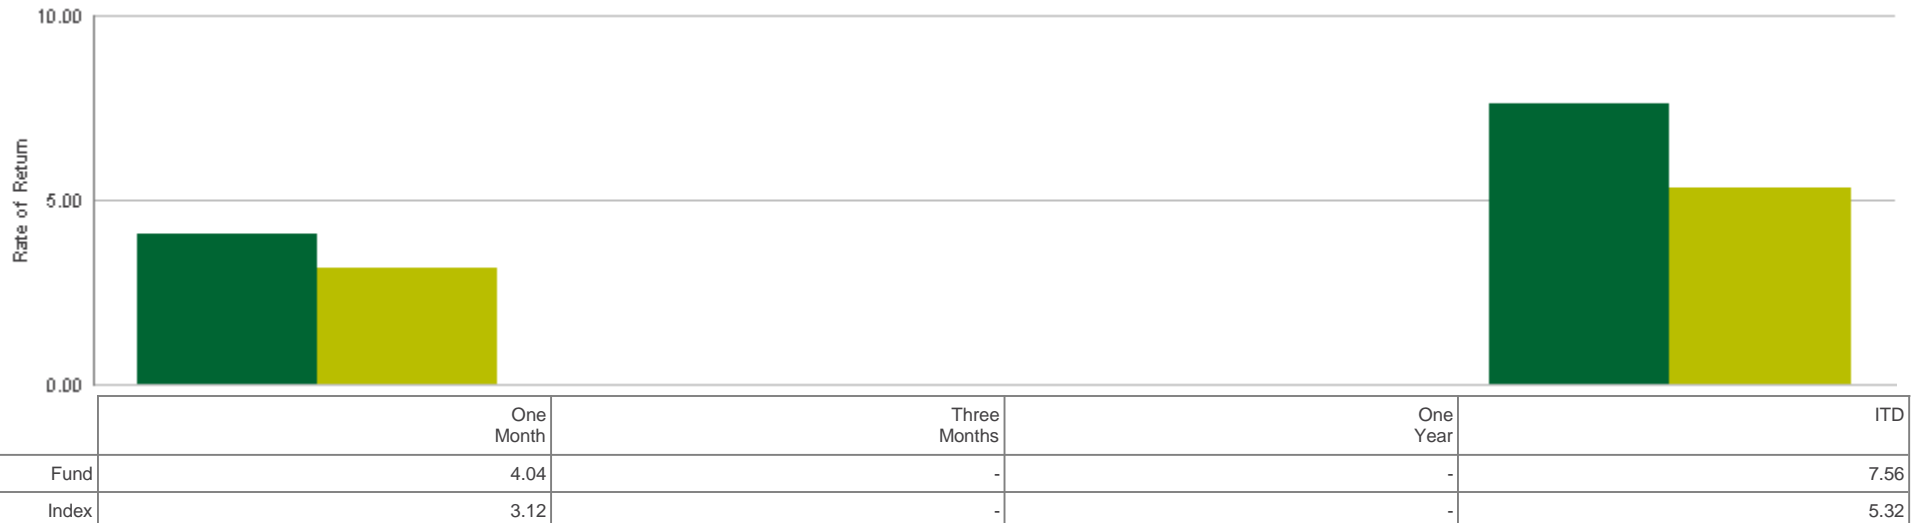 10.00
5.00
0.00
Rate of Return
One Month Three Months One Year ITD
Fund 4.04 - - 7.56
Index 3.12 - - 5.32